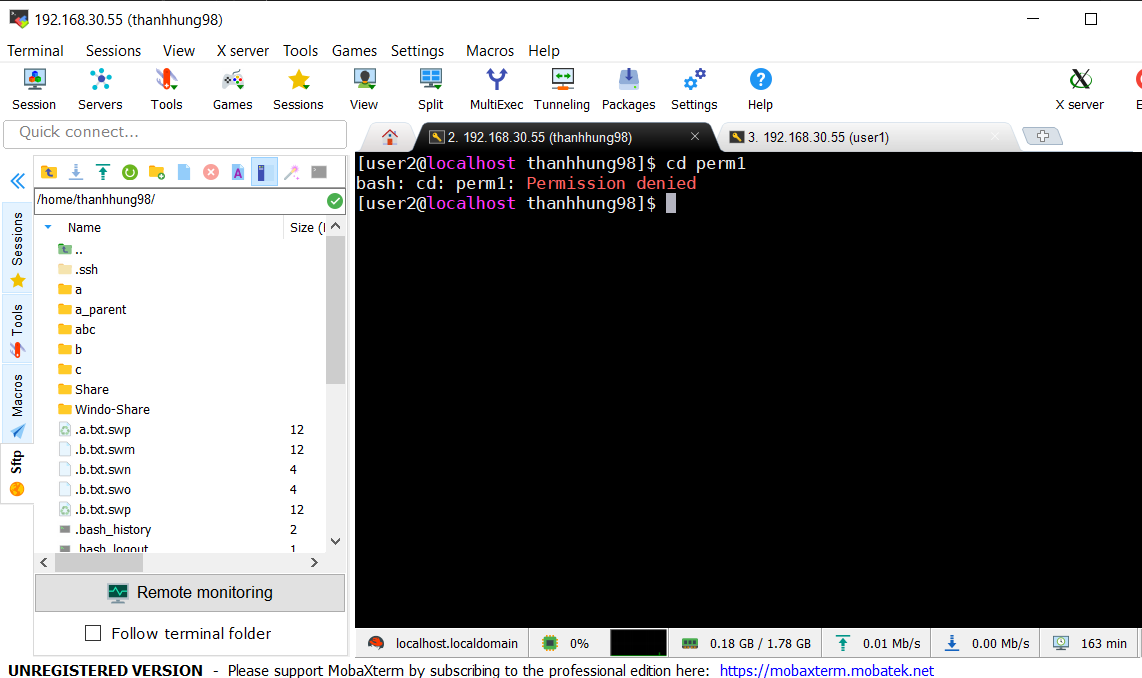 192.168.30.55 (thanhhung98)
Terminal Sessions View X server Tools Games Settings Macros Help
Session Servers Tools Games Sessions View Split MultiExec Tunneling Packages Settings Help X server
Quick connect...
2. 192.168.30.55 (thanhhung98)
3. 192.168.30.55 (user1)
Sessions
Tools
Macros
Sftp
/home/thanhhung98/
Name Size (
..
.ssh
a
a_parent
abc
b
c
Share
Windo-Share
.a.txt.swp 12
.b.txt.swm 12
.b.txt.swn 4
.b.txt.swo 4
.b.txt.swp 12
.bash_history 2
.bash_logout 1
Remote monitoring
Follow terminal folder
[user2@localhost thanhhung98]$ cd perm1
bash: cd: perm1: Permission denied
[user2@localhost thanhhung98]$
localhost.localdomain 0% 0.18 GB / 1.78 GB 0.01 Mb/s 0.00 Mb/s 163 min
UNREGISTERED VERSION - Please support MobaXterm by subscribing to the professional edition here: https://mobaxterm.mobatek.net